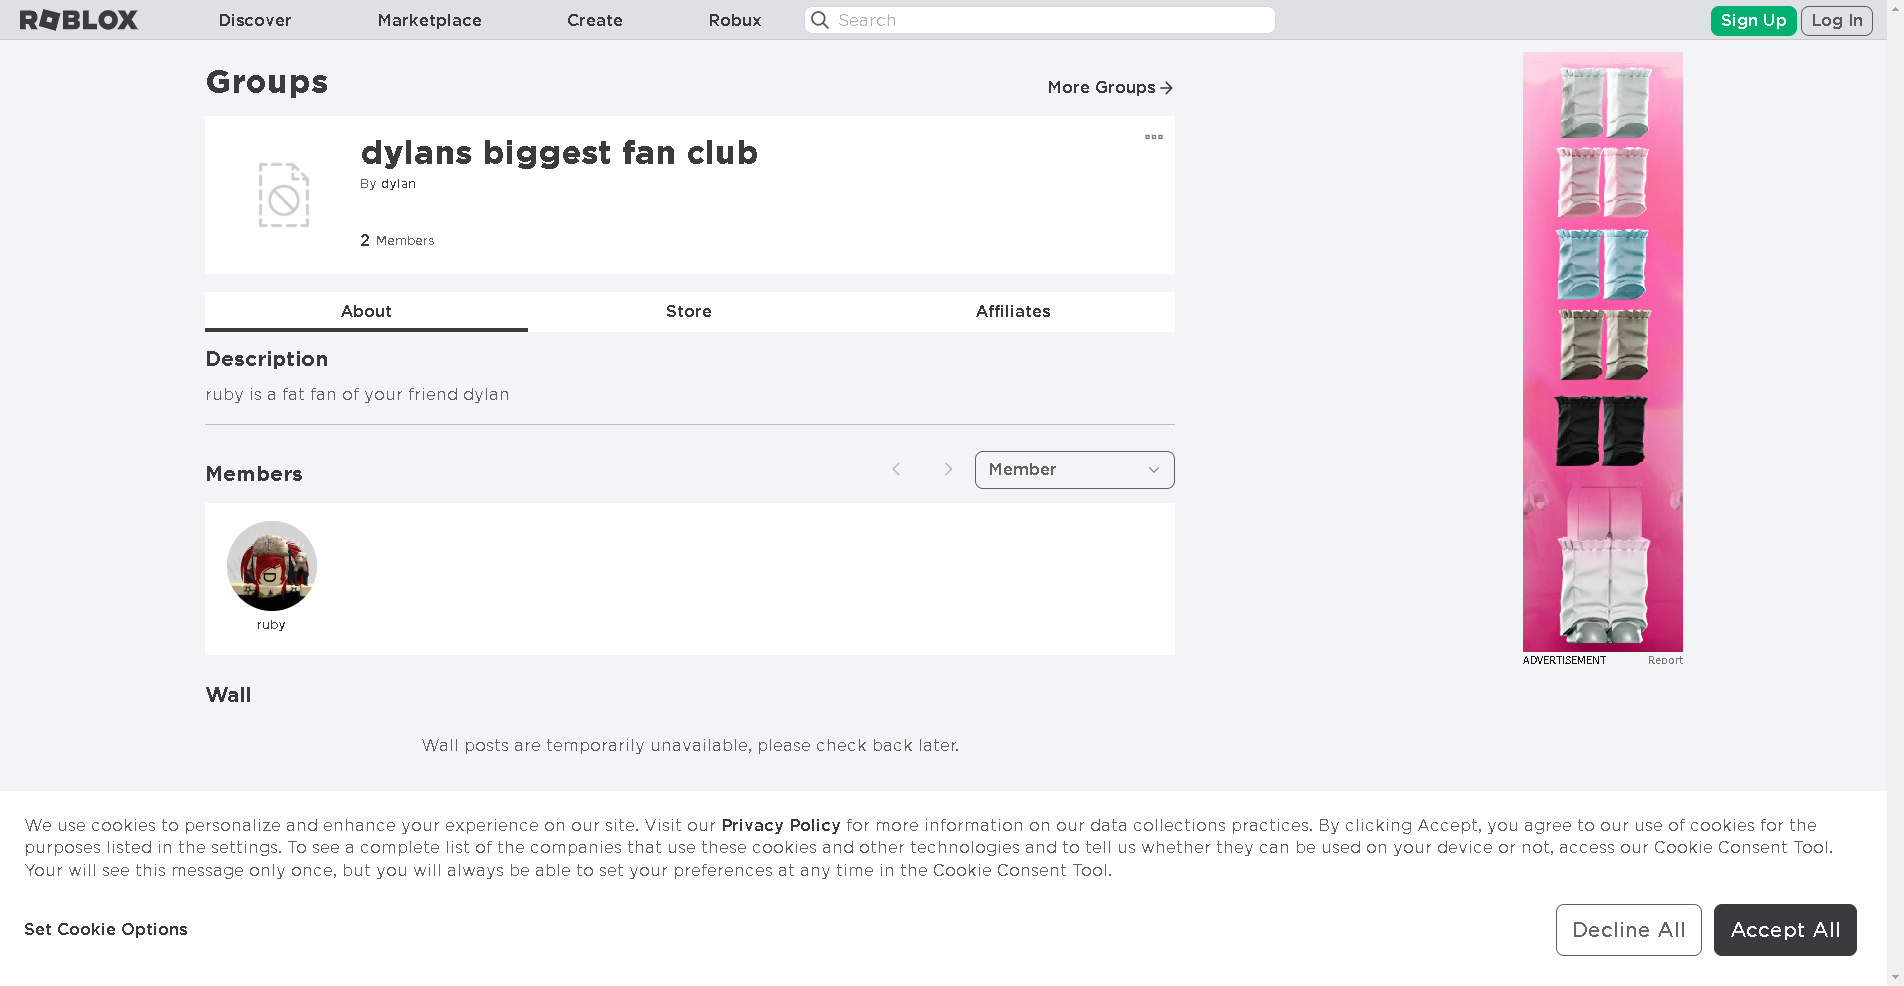 ROBLOX Discover Marketplace Create Robux Search Sign Up Log In
Groups
More Groups
dylans biggest fan club
By dylan
2 Members
About Store Affiliates
Description
ruby is a fat fan of your friend dylan
Members
Member
ruby
Wall
Wall posts are temporarily unavailable, please check back later.
ADVERTISEMENT Report
We use cookies to personalize and enhance your experience on our site. Visit our Privacy Policy for more information on our data collections practices. By clicking Accept, you agree to our use of cookies for the
purposes listed in the settings. To see a complete list of the companies that use these cookies and other technologies and to tell us whether they can be used on your device or not, access our Cookie Consent Tool.
Your will see this message only once, but you will always be able to set your preferences at any time in the Cookie Consent Tool.
Set Cookie Options
Decline All
Accept All